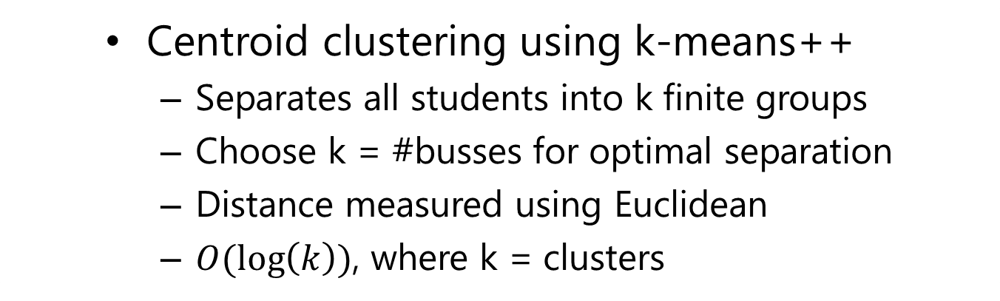 • Centroid clustering using k-means++
– Separates all students into k finite groups
– Choose k = #busses for optimal separation
– Distance measured using Euclidean
– O(log(k)), where k = clusters